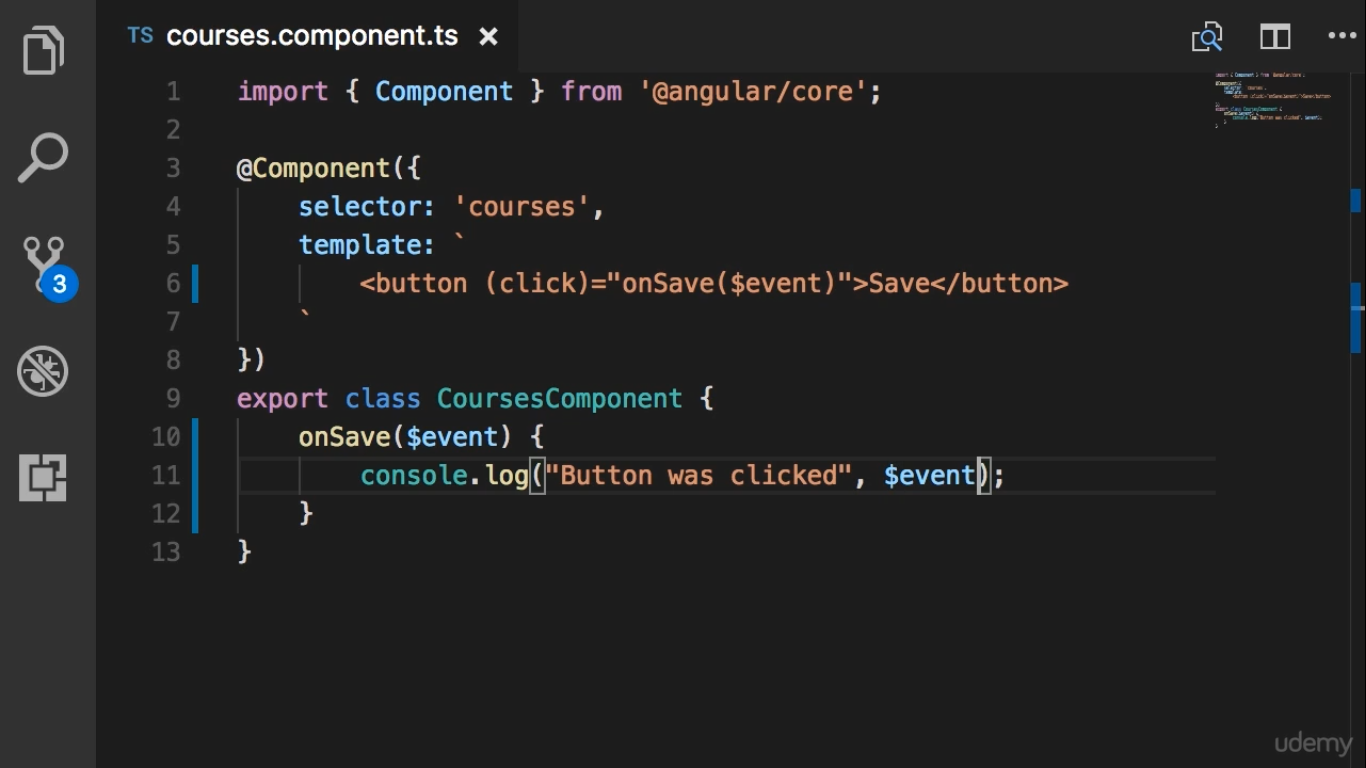 TS courses.component.ts
1 import { Component } from '@angular/core';
2
3 @Component({
4     selector: 'courses',
5     template: `
6         <button (click)="onSave($event)">Save</button>
7     `
8 })
9 export class CoursesComponent {
10     onSave($event) {
11         console.log("Button was clicked", $event);
12     }
13 }
3
udemy